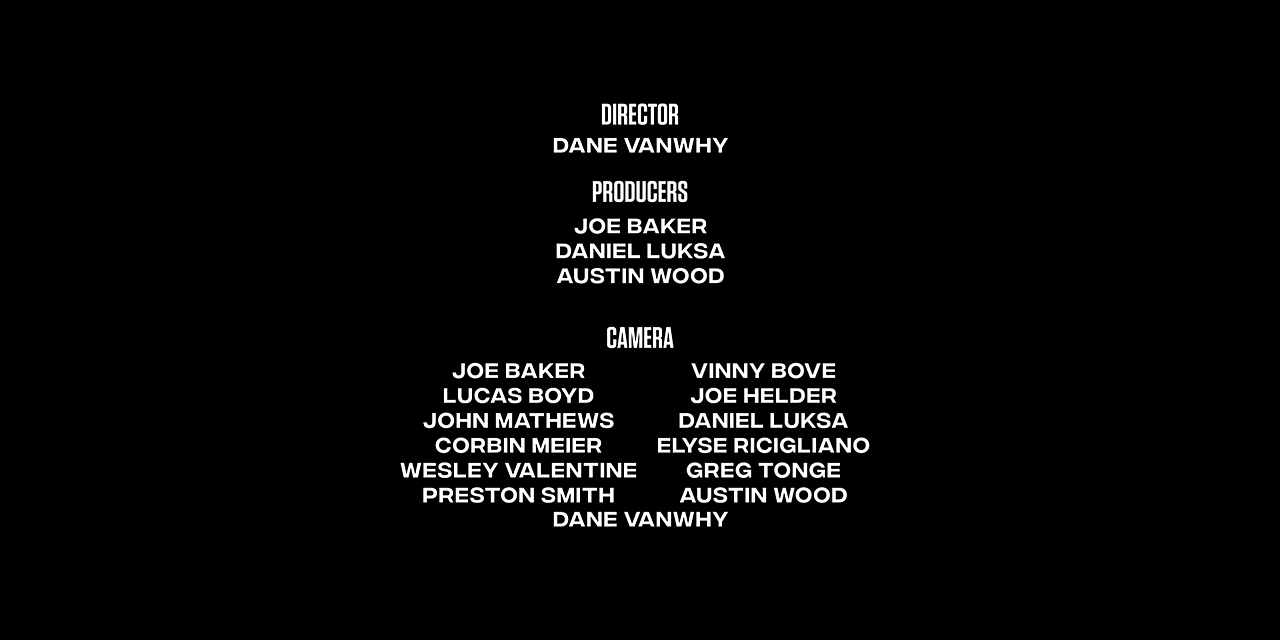 DIRECTOR
DANE VANWHY
PRODUCERS
JOE BAKER
DANIEL LUKSA
AUSTIN WOOD
CAMERA
JOE BAKER VINNY BOVE
LUCAS BOYD JOE HELDER
JOHN MATHEWS DANIEL LUKSA
CORBIN MEIER ELYSE RICIGLIANO
WESLEY VALENTINE GREG TONGE
PRESTON SMITH AUSTIN WOOD
DANE VANWHY